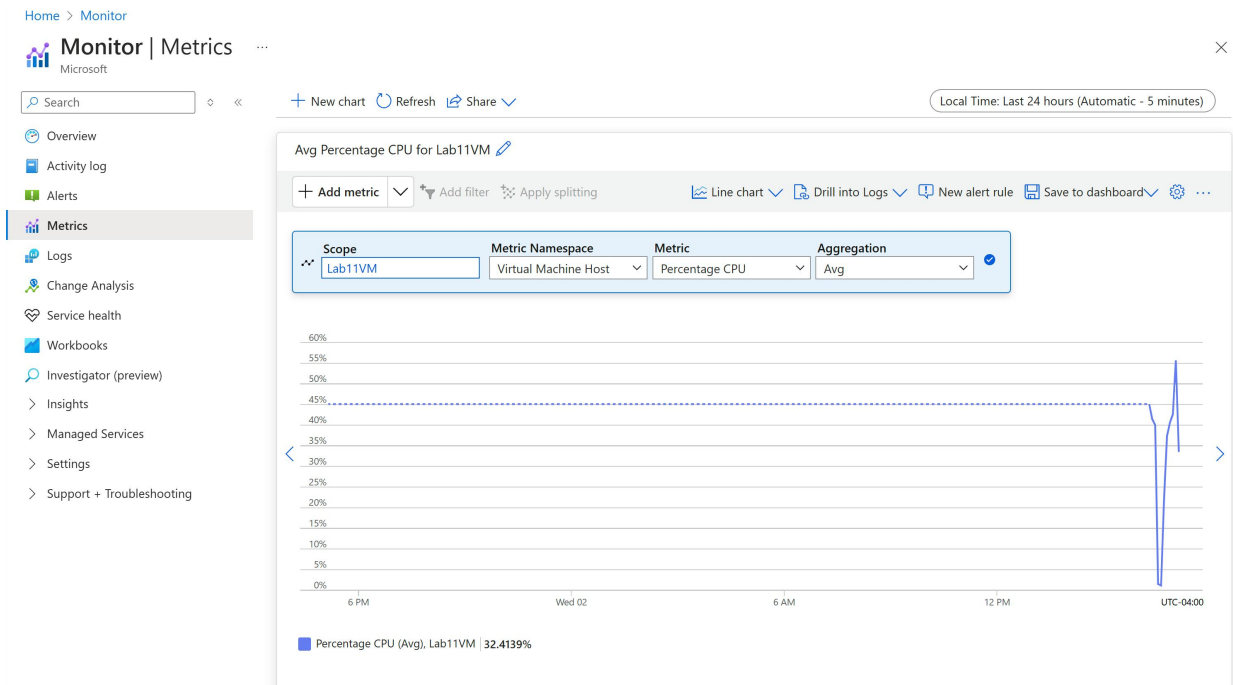 Home > Monitor
Monitor | Metrics ...
Microsoft
Search
Overview
Activity log
Alerts
Metrics
Logs
Change Analysis
Service health
Workbooks
Investigator (preview)
Insights
Managed Services
Settings
Support + Troubleshooting
New chart Refresh Share
Local Time: Last 24 hours (Automatic - 5 minutes)
Avg Percentage CPU for Lab11VM
Add metric Add filter Apply splitting Line chart Drill into Logs New alert rule Save to dashboard ...
Scope Metric Namespace Metric Aggregation
Lab11VM Virtual Machine Host Percentage CPU Avg
60%
55%
50%
45%
40%
35%
30%
25%
20%
15%
10%
5%
0%
6 PM Wed 02 6 AM 12 PM UTC-04:00
Percentage CPU (Avg), Lab11VM 32.4139%